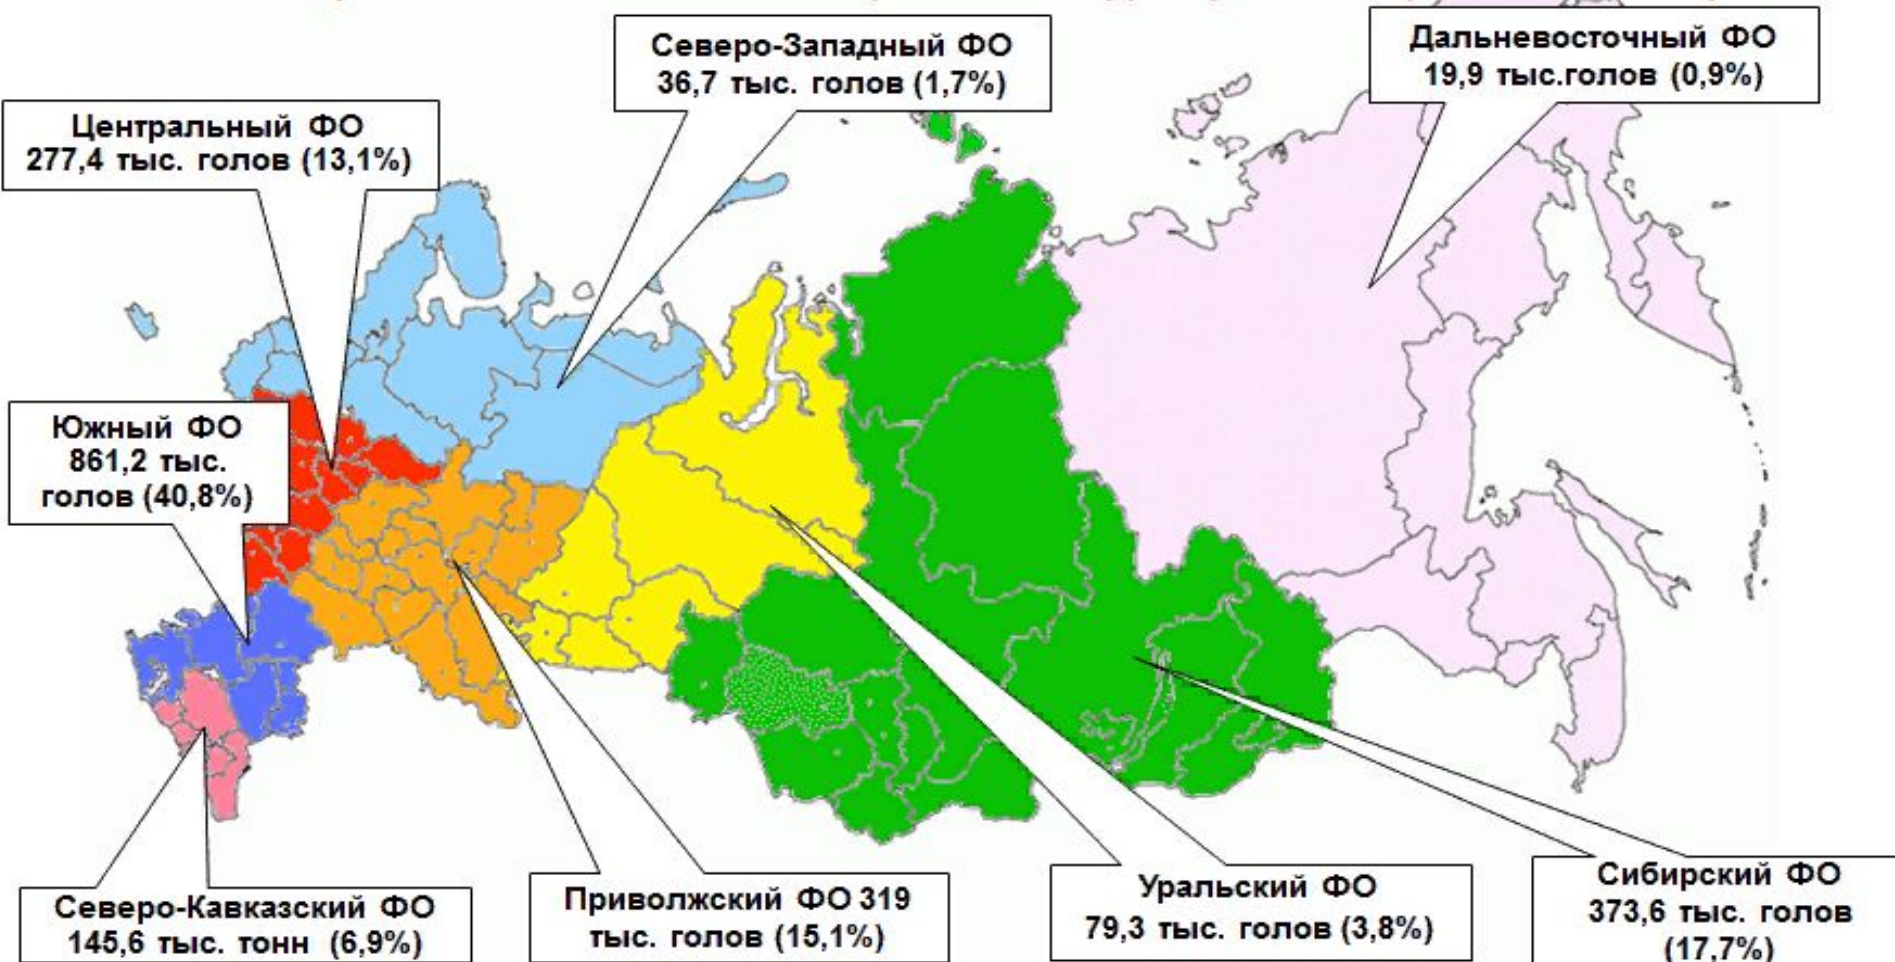 Северо-Западный ФО
36,7 тыс. голов (1,7%)
Дальневосточный ФО
19,9 тыс.голов (0,9%)
Центральный ФО
277,4 тыс. голов (13,1%)
Южный ФО
861,2 тыс.
голов (40,8%)
Северо-Кавказский ФО
145,6 тыс. тонн (6,9%)
Приволжский ФО 319
тыс. голов (15,1%)
Уральский ФО
79,3 тыс. голов (3,8%)
Сибирский ФО
373,6 тыс. голов
(17,7%)